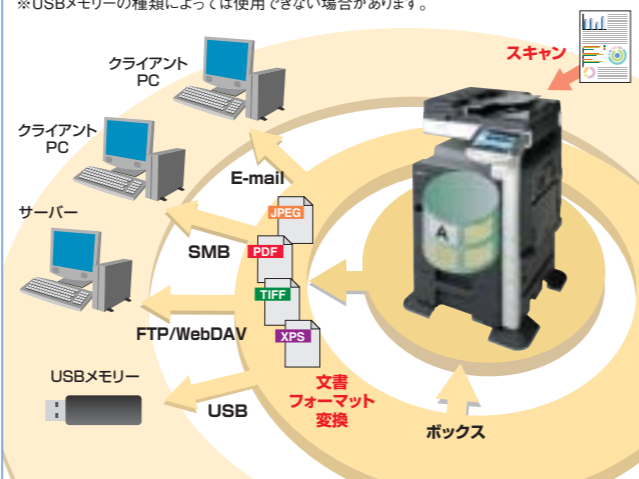 ※USBメモリーの種類によっては使用できない場合があります。
スキャン
クライアント
PC
クライアント
PC
サーバー
E-mail
JPEG
SMB
PDF
A
TIFF
FTP/WebDAV
XPS
USBメモリー
USB
文書
フォーマット
変換
ボックス